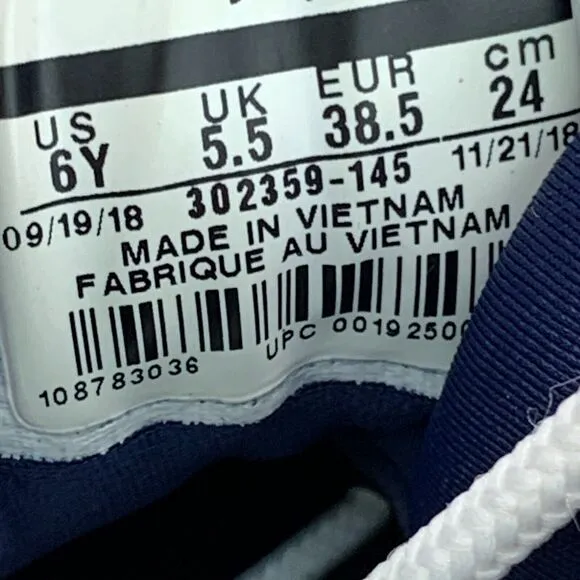 US UK EUR cm
6Y 5.5 38.5 24
09/19/18 302359-145 11/21/18
MADE IN VIETNAM
FABRIQUE AU VIETNAM
108783036 UPC 00192500